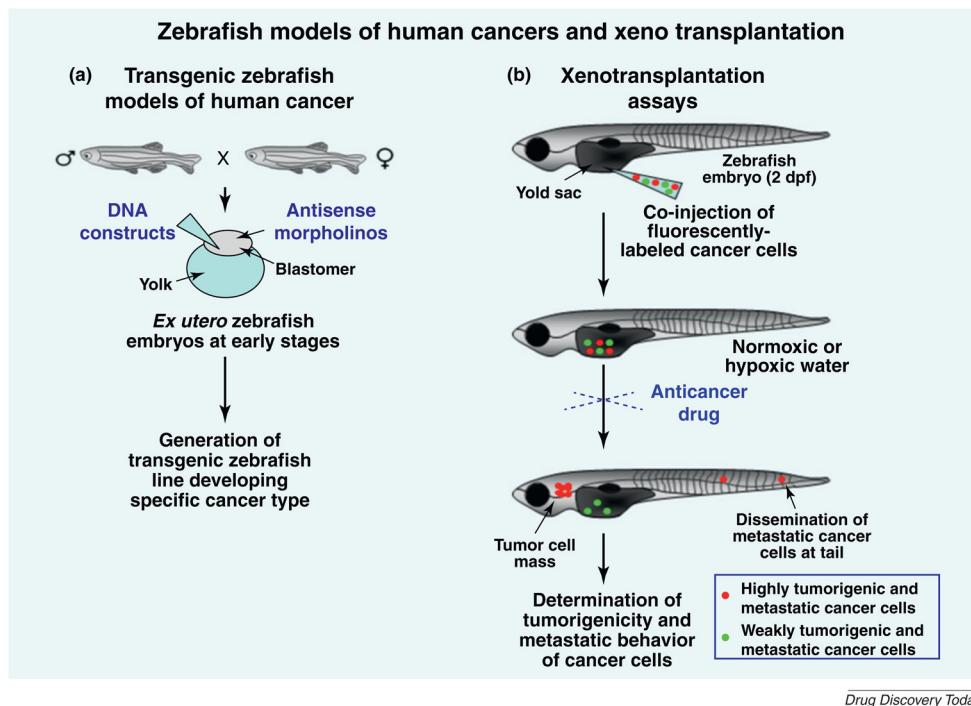 Zebrafish models of human cancers and xeno transplantation
(a)
Transgenic zebrafish
models of human cancer
♂
X
♀
DNA
constructs
Antisense
morpholinos
Blastomer
Yolk
Ex utero zebrafish
embryos at early stages
Generation of
transgenic zebrafish
line developing
specific cancer type
(b)
Xenotransplantation
assays
Zebrafish
embryo (2 dpf)
Yold sac
Co-injection of
fluorescently-
labeled cancer cells
Normoxic or
hypoxic water
Anticancer
drug
Tumor cell
mass
Dissemination of
metastatic cancer
cells at tail
Determination of
tumorigenicity and
metastatic behavior
of cancer cells
Highly tumorigenic and
metastatic cancer cells
Weakly tumorigenic and
metastatic cancer cells
Drug Discovery